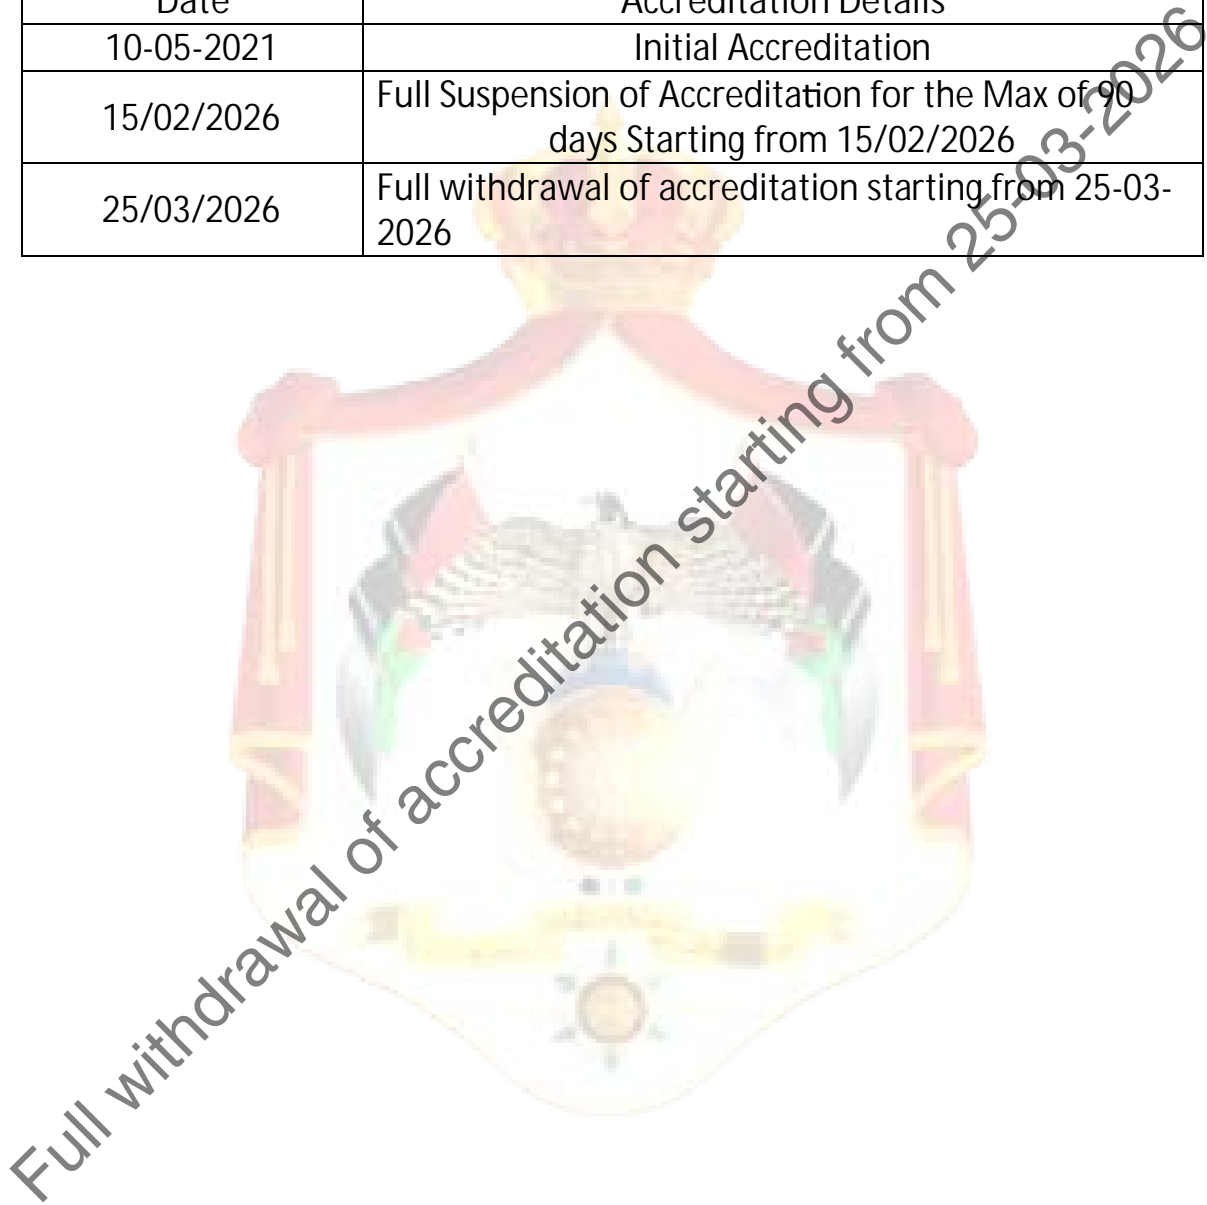 Date Accreditation Details
10-05-2021 Initial Accreditation
15/02/2026 Full Suspension of Accreditation for the Max of 90
days Starting from 15/02/2026
25/03/2026 Full withdrawal of accreditation starting from 25-03-
2026
Full withdrawal of accreditation starting from 25-03-2026